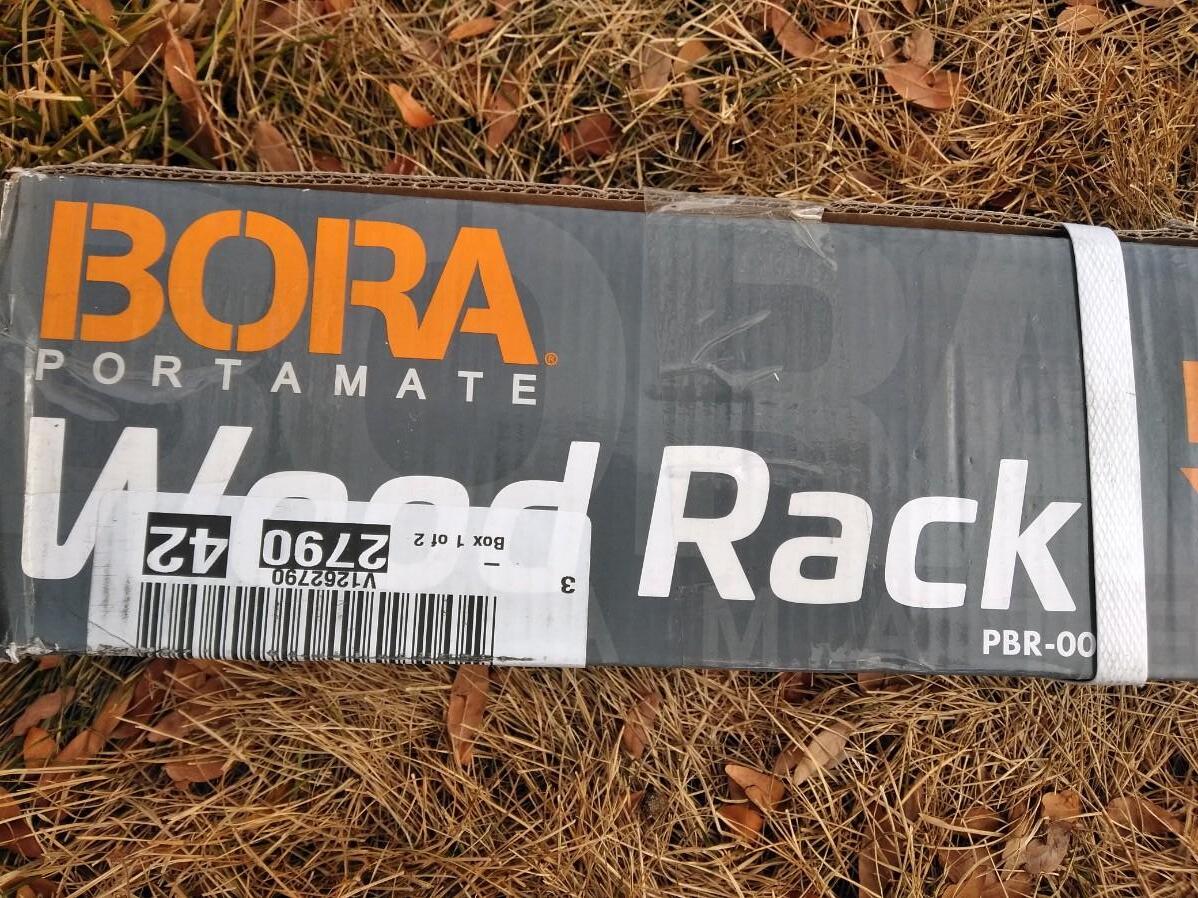 BORA®
PORTAMATE
Wood Rack
PBR-00
3
Box 1 of 2
2790
42
V1262790